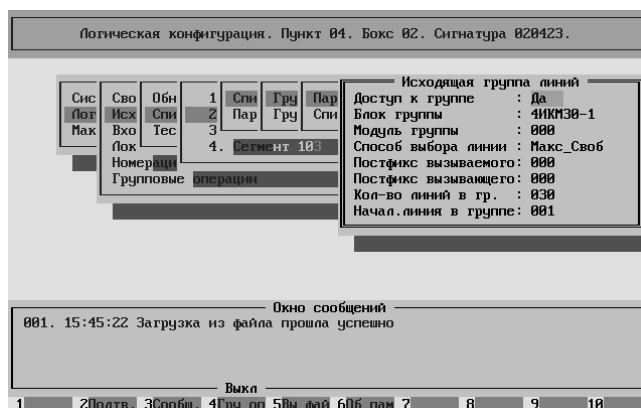 Логическая конфигурация. Пункт 04. Бокс 02. Сигнатура 020423.
Исходящая группа линий
Сис Сво Обн 1 Спи Гру Пар Доступ к группе : Да
Лог Исх Спи 2 Пар Гру Спи Блок группы : 4ИКМ30-1
Мак Вхо Тес 3 Модуль группы : 000
Лок 4. Сегмент 103 Способ выбора линии : Макс_Своб
Номераци Постфикс вызываемого: 000
Групповые операции Постфикс вызывающего: 000
Кол-во линий в гр. : 030
Начал.линия в группе: 001
Окно сообщений
001. 15:45:22 Загрузка из файла прошла успешно
Выкл
1 2Подтв. 3Сообщ. 4Гру оп 5Вы фай 6Об пам 7 8 9 10